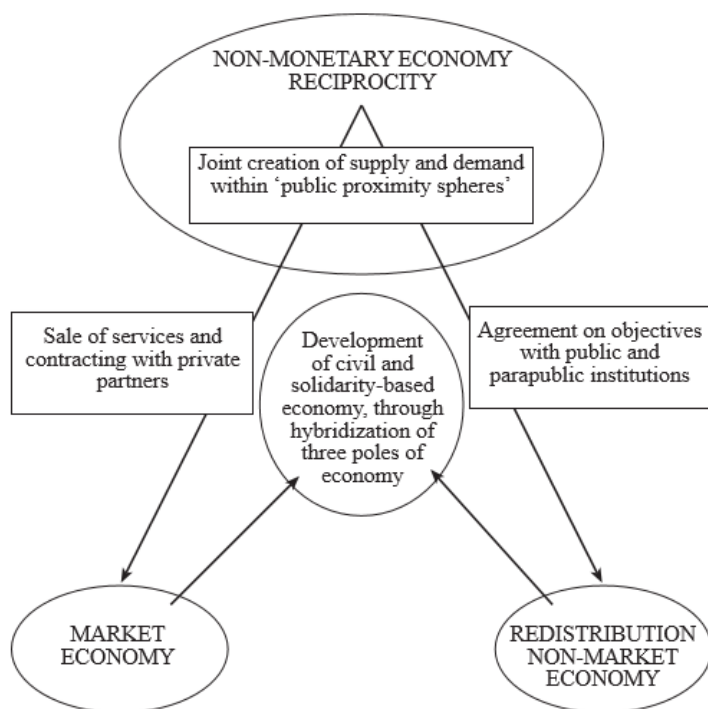 NON-MONETARY ECONOMY
RECIPROCITY
Joint creation of supply and demand
within ‘public proximity spheres’
Sale of services and
contracting with private
partners
Development
of civil and
solidarity-based
economy, through
hybridization of
three poles of
economy
Agreement on objectives
with public and
parapublic institutions
MARKET
ECONOMY
REDISTRIBUTION
NON-MARKET
ECONOMY